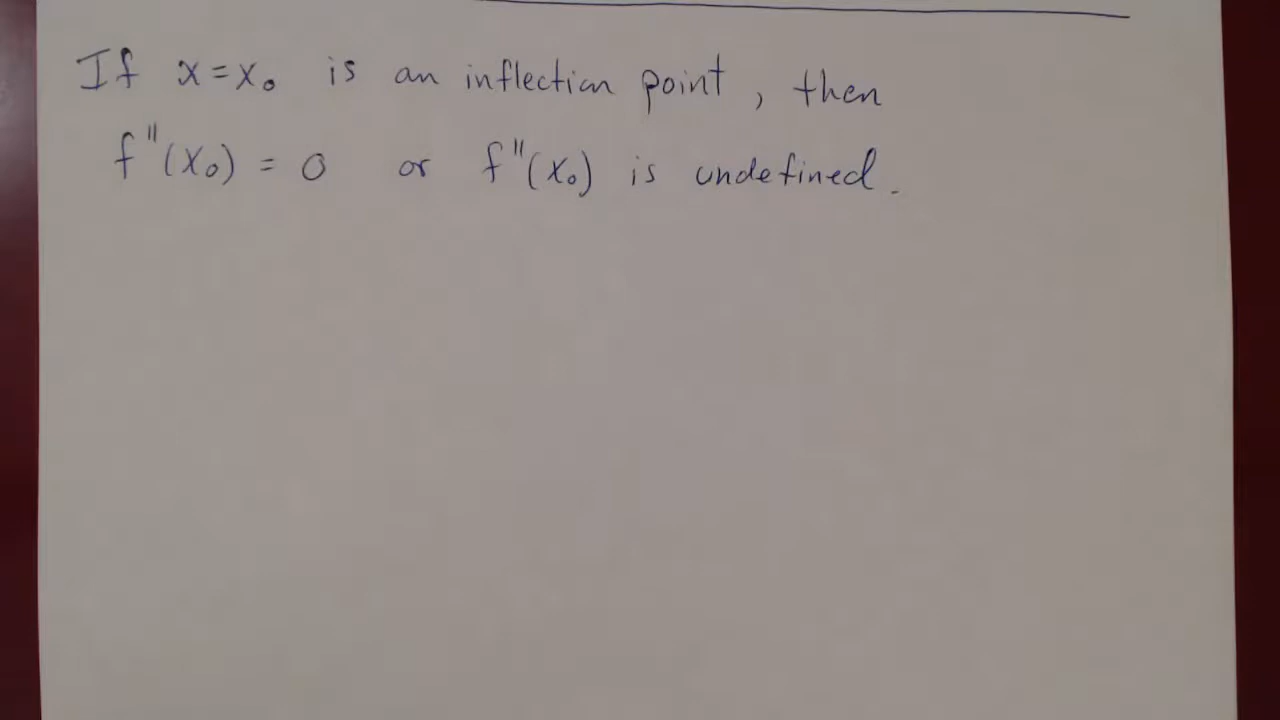 If x = x₀ is an inflection point, then
f"(x₀) = 0 or f"(x₀) is undefined.